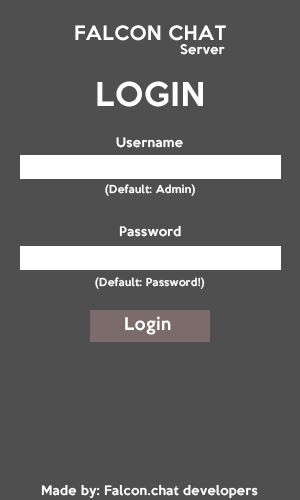 FALCON CHAT
Server
LOGIN
Username
(Default: Admin)
Password
(Default: Password!)
Login
Made by: Falcon.chat developers